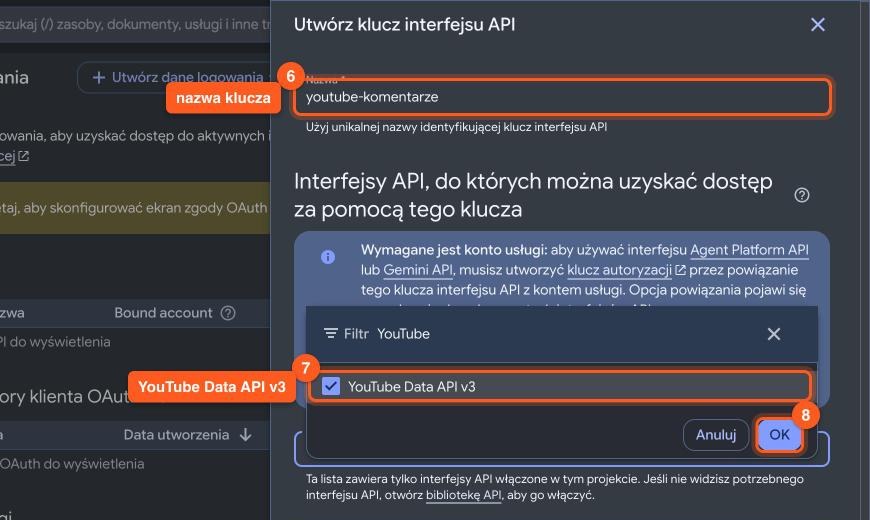 szukaj (/) zasoby, dokumenty, usługi i inne
Utwórz klucz interfejsu API
ania
+ Utwórz dane logowania
6
Nazwa *
nazwa klucza
youtube-komentarze
Użyj unikalnej nazwy identyfikującej klucz interfejsu API
owania, aby uzyskać dostęp do aktywnych i
cej
Interfejsy API, do których można uzyskać dostęp
za pomocą tego klucza
etaj, aby skonfigurować ekran zgody OAuth
Wymagane jest konto usługi: aby używać interfejsu Agent Platform API
lub Gemini API, musisz utworzyć klucz autoryzacji przez powiązanie
tego klucza interfejsu API z kontem usługi. Opcja powiązania pojawi się
zwa
Bound account
PI do wyświetlenia
Filtr YouTube
7
YouTube Data API v3
YouTube Data API v3
ory klienta OAut
8
a
Data utworzenia
Anuluj
OK
OAuth do wyświetlenia
Ta lista zawiera tylko interfejsy API włączone w tym projekcie. Jeśli nie widzisz potrzebnego
interfejsu API, otwórz bibliotekę API, aby go włączyć.